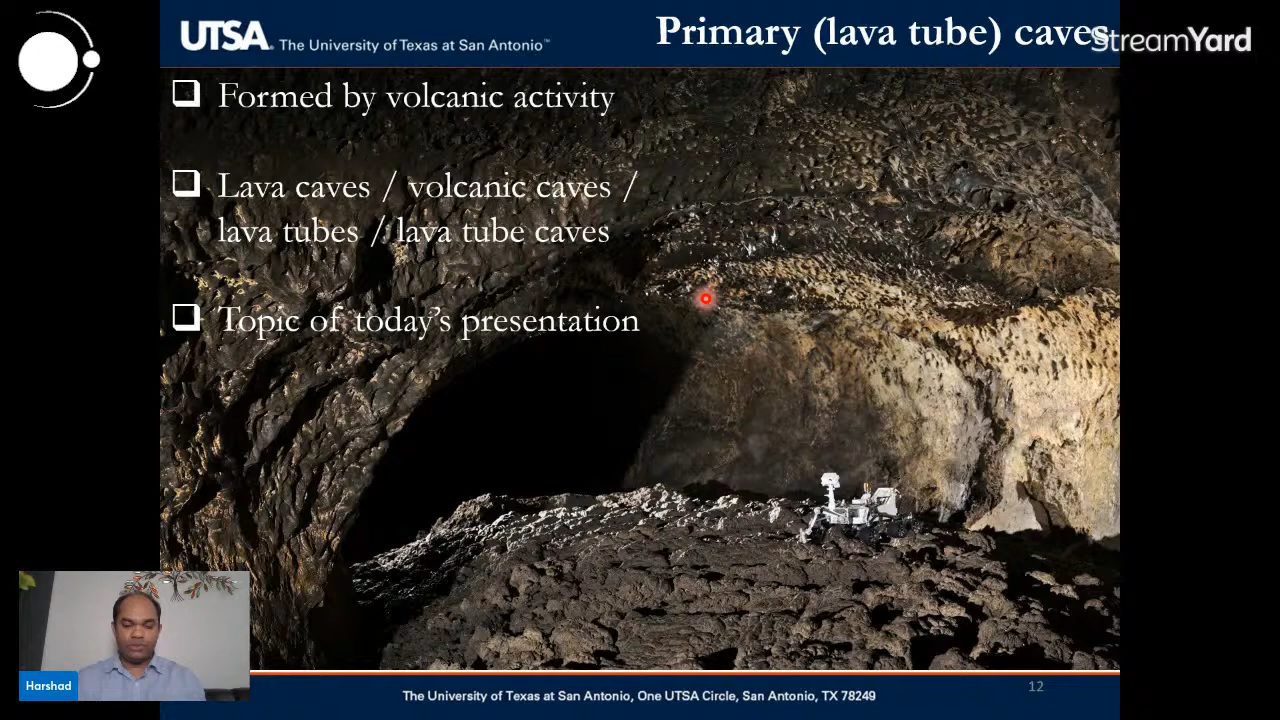 UTSA. The University of Texas at San Antonio™
Primary (lava tube) caves
StreamYard
❑ Formed by volcanic activity
❑ Lava caves / volcanic caves /
lava tubes / lava tube caves
❑ Topic of today's presentation
Harshad
The University of Texas at San Antonio, One UTSA Circle, San Antonio, TX 78249
12